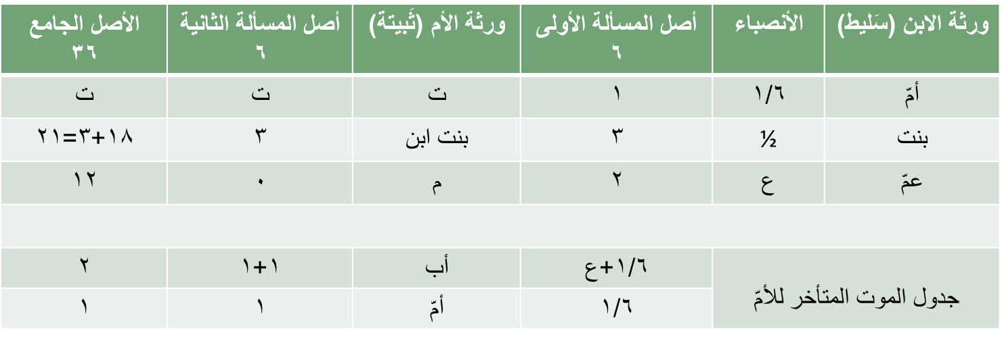 ورثة الابن (سَليط) | الأنصباء | أصل المسألة الأولى ٦ | ورثة الأم (ثَبيتة) | أصل المسألة الثانية ٦ | الأصل الجامع ٣٦
أمّ | ١/٦ | ١ | ت | ت | ت
بنت | ½ | ٣ | بنت ابن | ٣ | ١٨+٣=٢١
عمّ | ع | ٢ | م | ٠ | ١٢
جدول الموت المتأخر للأمّ | ١/٦+ع | أب | ١+١ | ٢
١/٦ | أمّ | ١ | ١